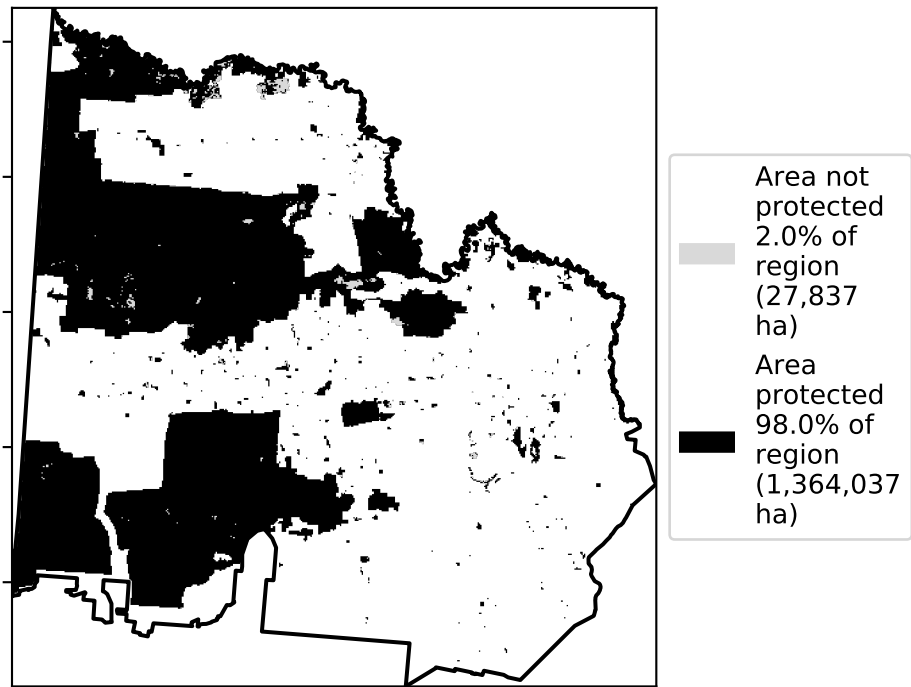 Area not
protected
2.0% of
region
(27,837
ha)
Area
protected
98.0% of
region
(1,364,037
ha)